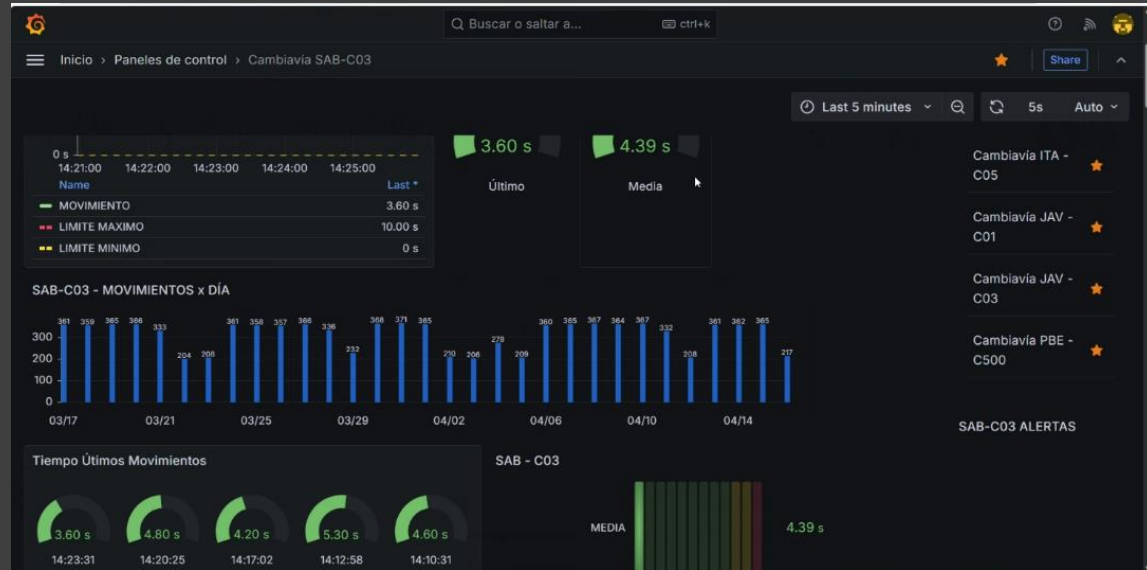 Buscar o saltar a... ctrl+k
Inicio › Paneles de control › Cambiavía SAB-C03
Share
Last 5 minutes 5s Auto
0 s
14:21:00 14:22:00 14:23:00 14:24:00 14:25:00
Name Last *
MOVIMIENTO 3.60 s
LIMITE MAXIMO 10.00 s
LIMITE MINIMO 0 s
3.60 s
Último
4.39 s
Media
Cambiavía ITA -
C05
Cambiavía JAV -
C01
Cambiavía JAV -
C03
Cambiavía PBE -
C500
SAB-C03 - MOVIMIENTOS x DÍA
361 359 365 366 333 204 208 361 358 357 366 336 232 368 371 365 210 206 278 209 360 365 367 364 367 332 208 361 362 365 217
300
200
100
0
03/17 03/21 03/25 03/29 04/02 04/06 04/10 04/14
SAB-C03 ALERTAS
Tiempo Útimos Movimientos
3.60 s 4.80 s 4.20 s 5.30 s 4.60 s
14:23:31 14:20:25 14:17:02 14:12:58 14:10:31
SAB - C03
MEDIA 4.39 s